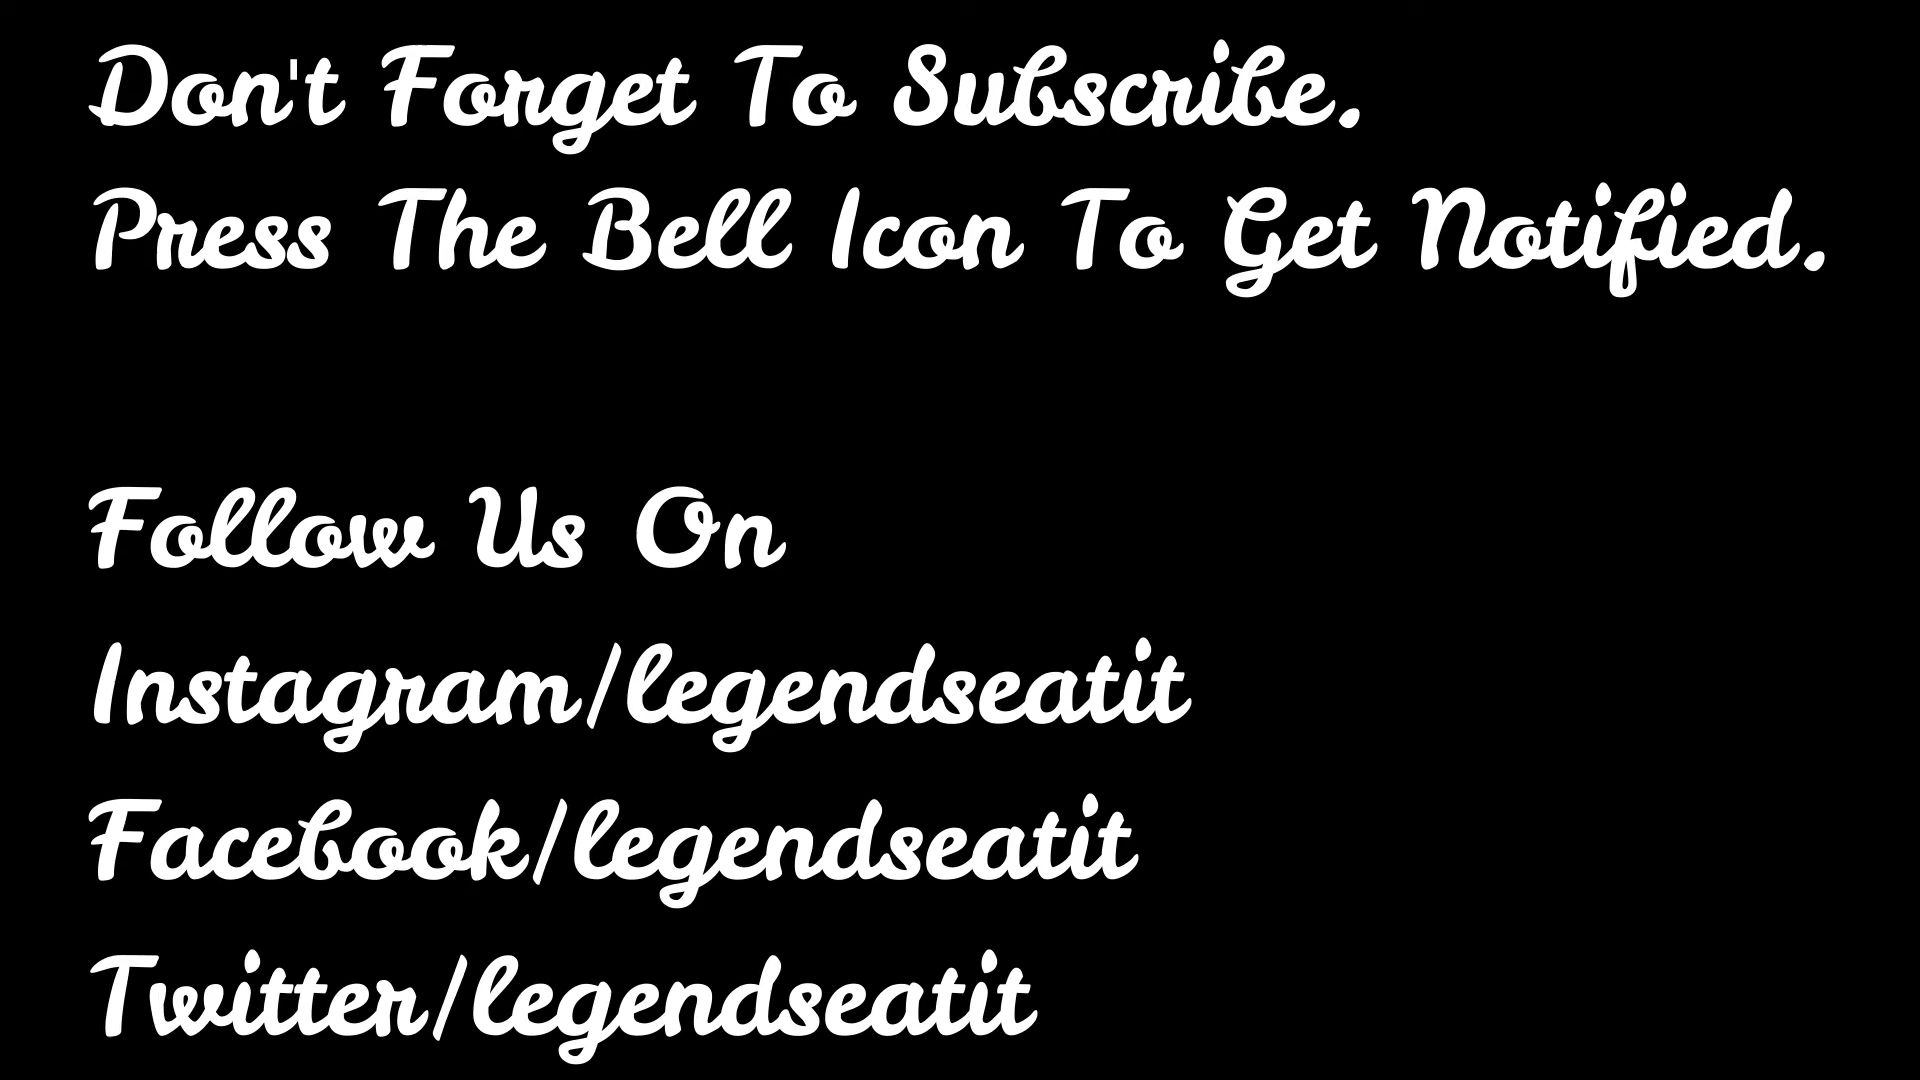 Don't Forget To Subscribe.
Press The Bell Icon To Get Notified.
Follow Us On
Instagram/legendseatit
Facebook/legendseatit
Twitter/legendseatit